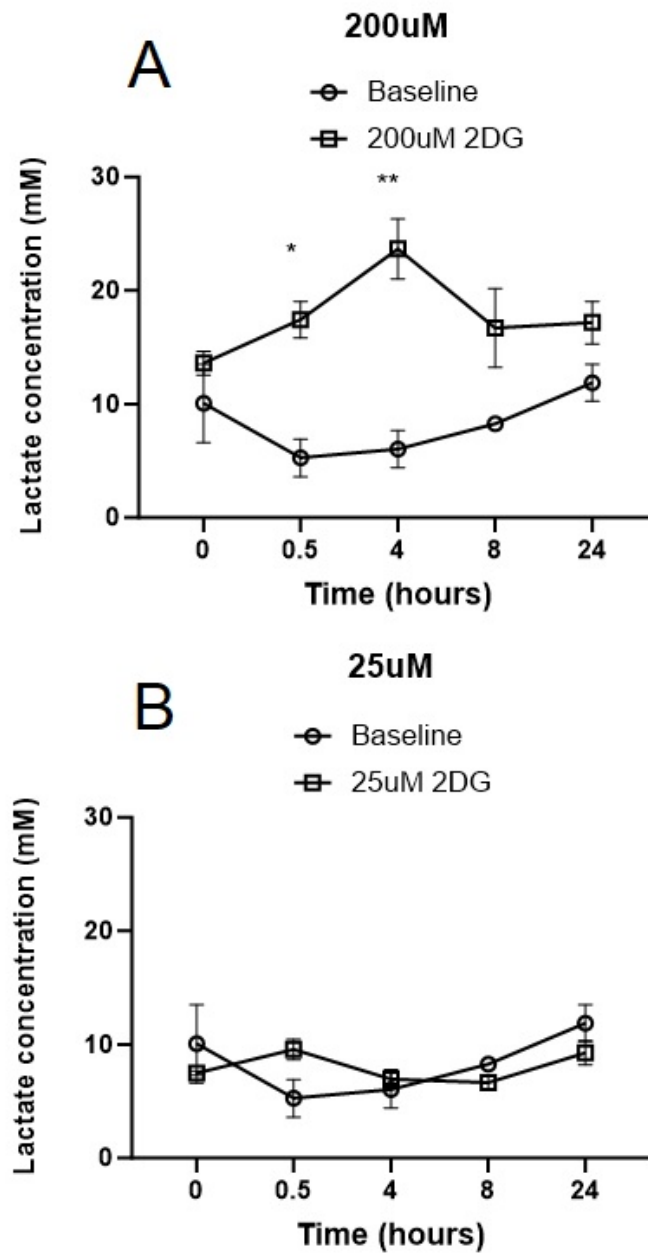 200uM
A
Baseline
200uM 2DG
Lactate concentration (mM)
30
20
10
0
*
**
0 0.5 4 8 24
Time (hours)
25uM
B
Baseline
25uM 2DG
Lactate concentration (mM)
30
20
10
0
0 0.5 4 8 24
Time (hours)